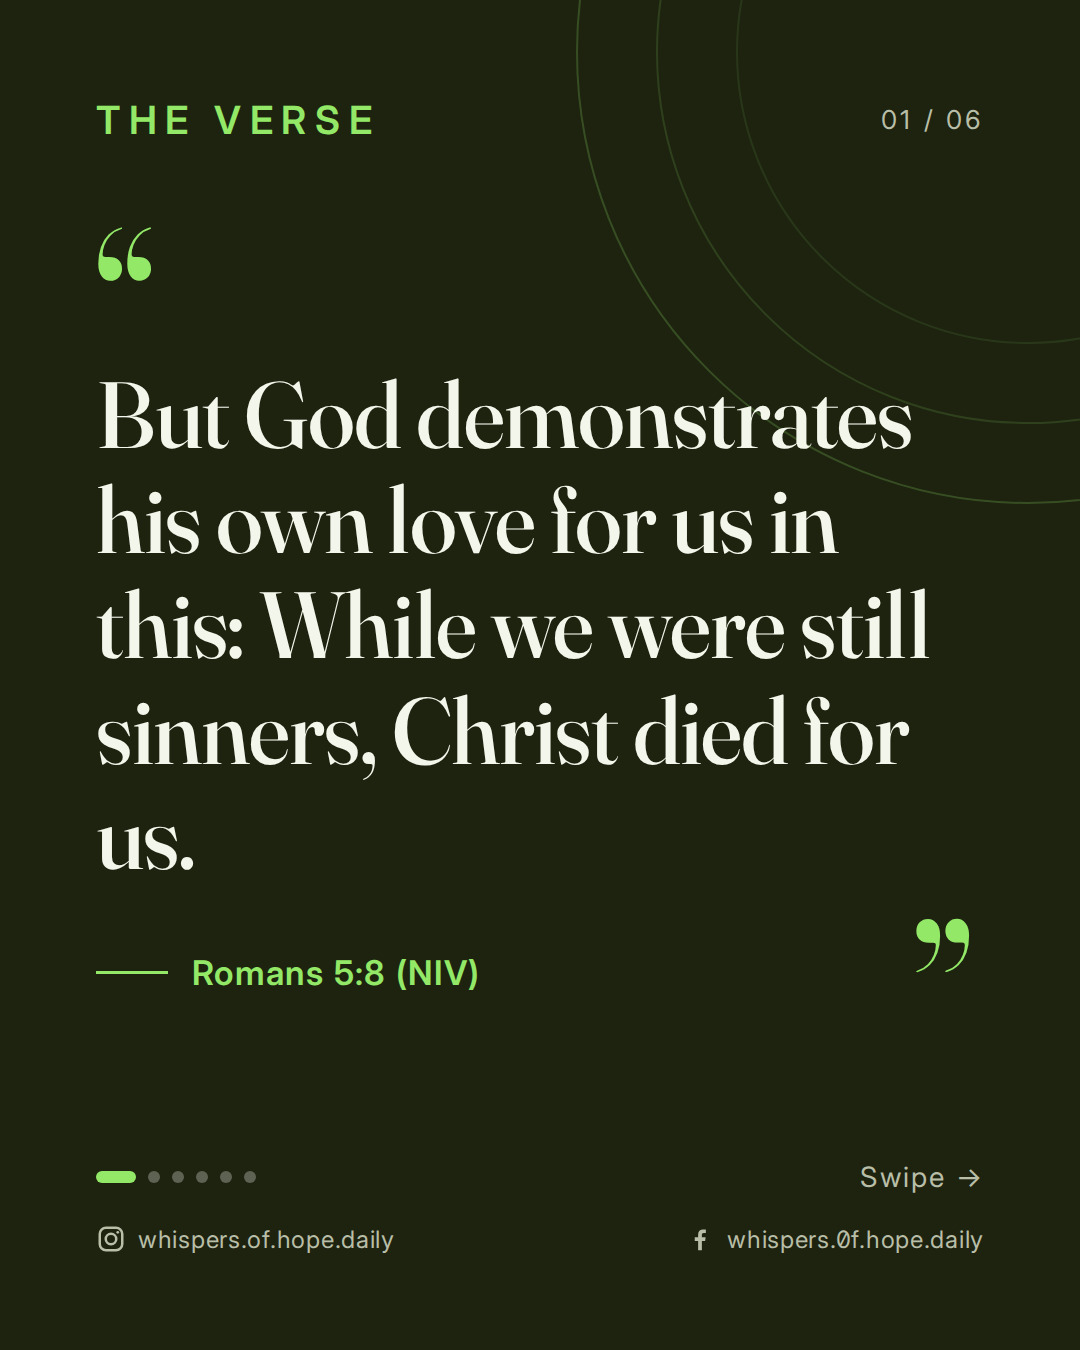 THE VERSE
01 / 06
“
But God demonstrates
his own love for us in
this: While we were still
sinners, Christ died for
us.
”
— Romans 5:8 (NIV)
Swipe →
whispers.of.hope.daily
whispers.0f.hope.daily